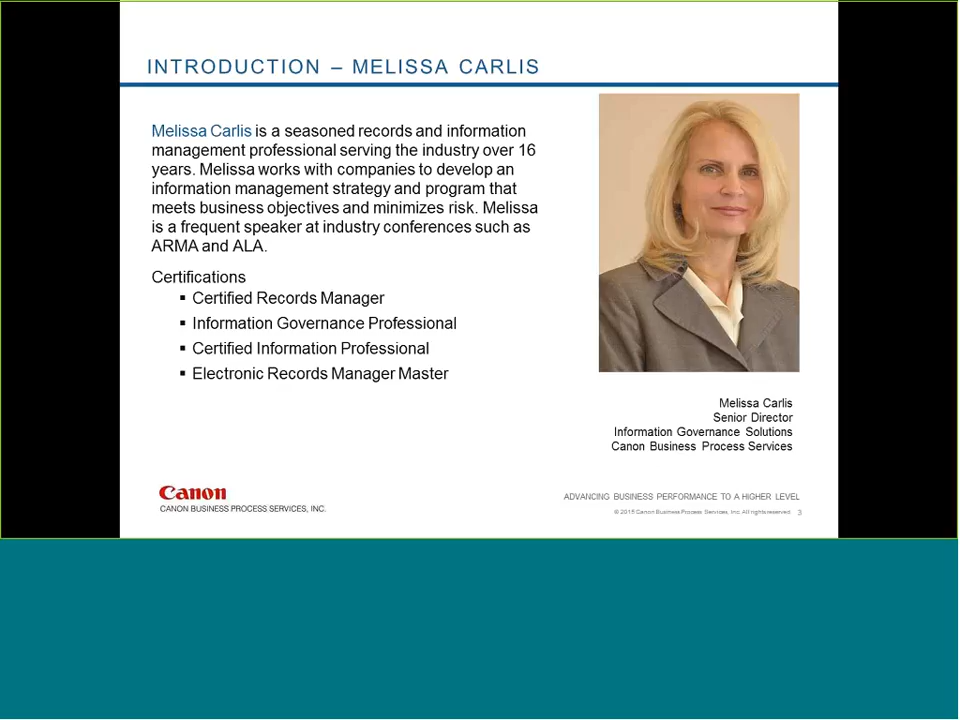 INTRODUCTION – MELISSA CARLIS
Melissa Carlis is a seasoned records and information
management professional serving the industry over 16
years. Melissa works with companies to develop an
information management strategy and program that
meets business objectives and minimizes risk. Melissa
is a frequent speaker at industry conferences such as
ARMA and ALA.
Certifications
▪ Certified Records Manager
▪ Information Governance Professional
▪ Certified Information Professional
▪ Electronic Records Manager Master
Melissa Carlis
Senior Director
Information Governance Solutions
Canon Business Process Services
Canon
CANON BUSINESS PROCESS SERVICES, INC.
ADVANCING BUSINESS PERFORMANCE TO A HIGHER LEVEL
© 2015 Canon Business Process Services, Inc. All rights reserved 3